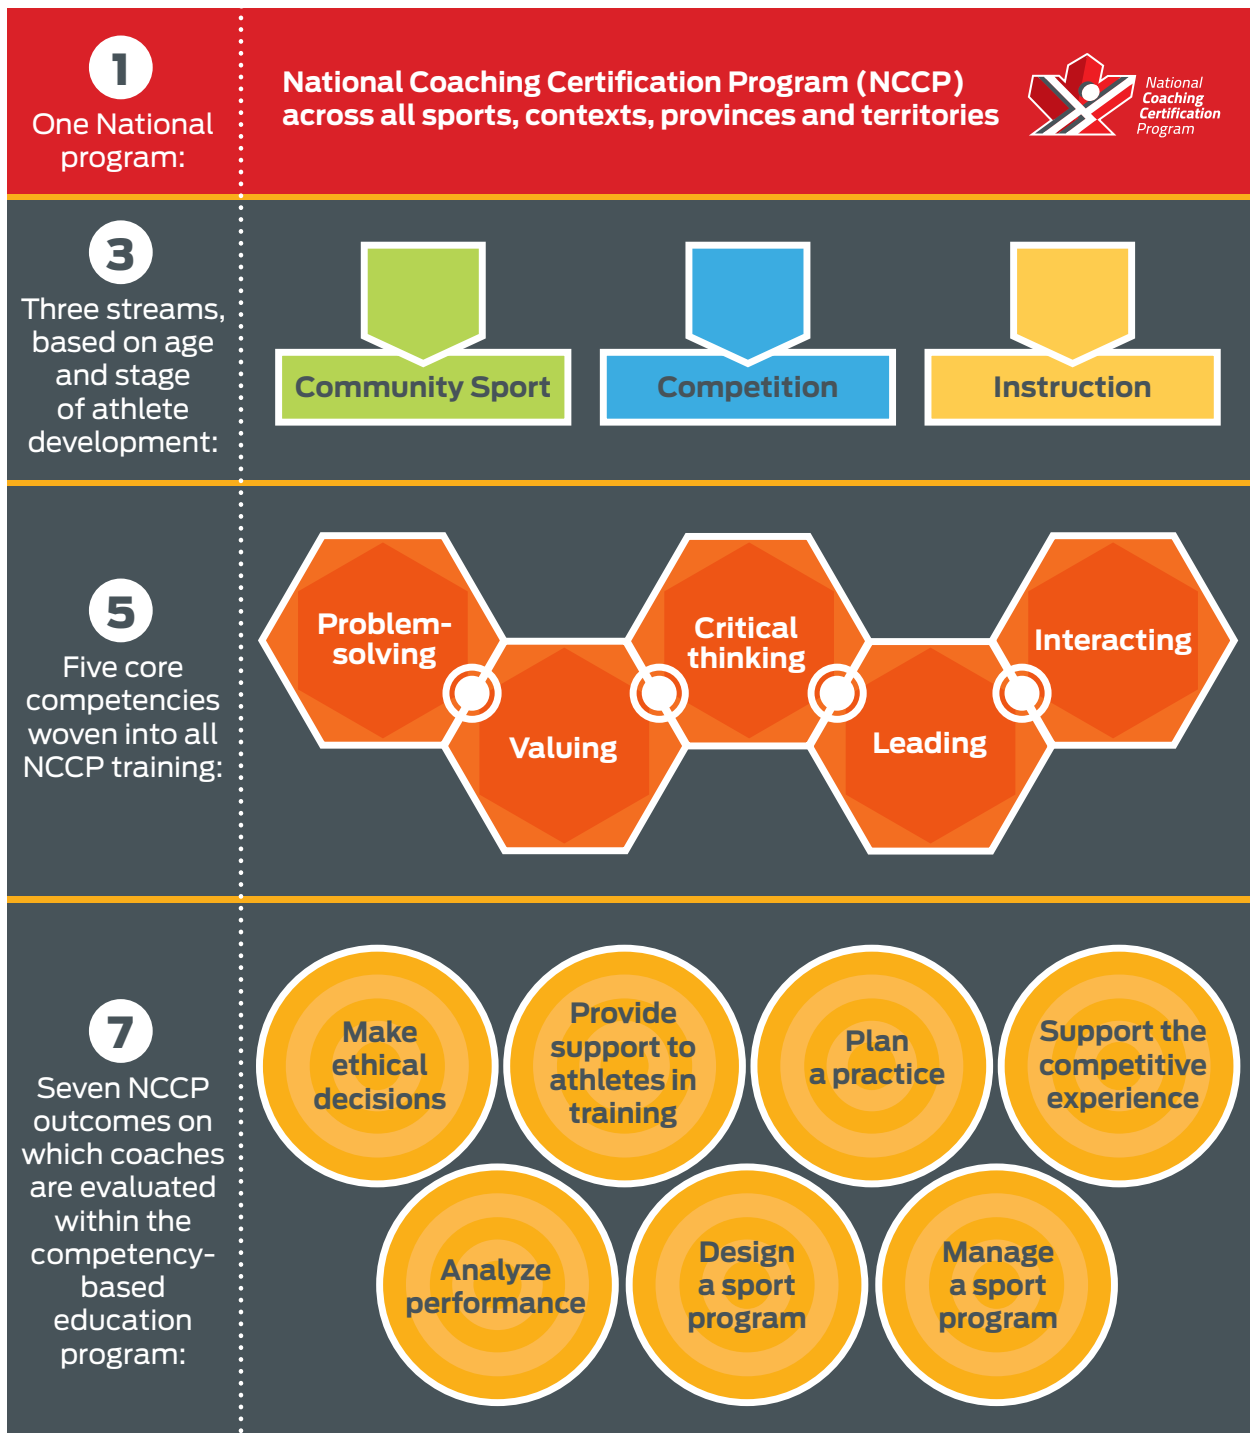 1
One National
program:
National Coaching Certification Program (NCCP)
across all sports, contexts, provinces and territories
National
Coaching
Certification
Program
3
Three streams,
based on age
and stage
of athlete
development:
Community Sport
Competition
Instruction
5
Five core
competencies
woven into all
NCCP training:
Problem-
solving
Valuing
Critical
thinking
Leading
Interacting
7
Seven NCCP
outcomes on
which coaches
are evaluated
within the
competency-
based
education
program:
Make
ethical
decisions
Provide
support to
athletes in
training
Plan
a practice
Support the
competitive
experience
Analyze
performance
Design
a sport
program
Manage
a sport
program